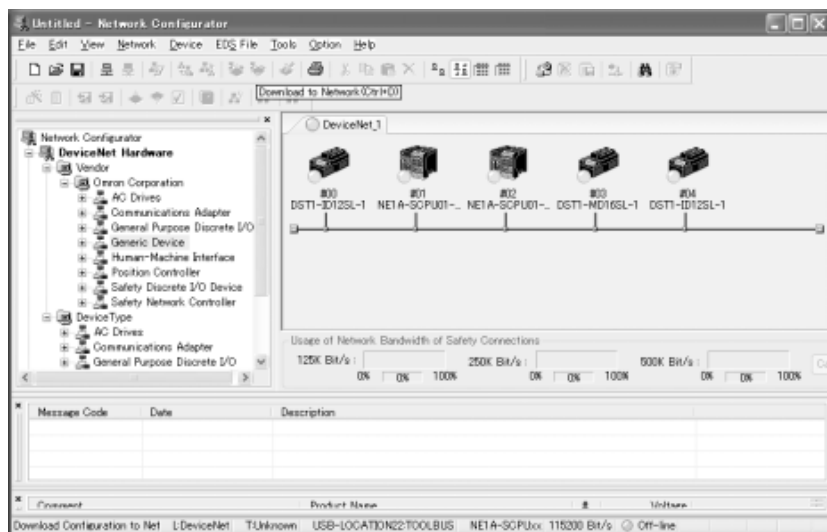 Untitled - Network Configurator
File Edit View Network Device EDS File Tools Option Help
Download to Network(Ctrl+D)
Network Configurator
DeviceNet Hardware
Vendor
Omron Corporation
AC Drives
Communications Adapter
General Purpose Discrete I/O
Generic Device
Human-Machine Interface
Position Controller
Safety Discrete I/O Device
Safety Network Controller
DeviceType
AC Drives
Communications Adapter
General Purpose Discrete I/O
DeviceNet_1
#00 #01 #02 #03 #04
DST1-ID12SL-1 NE1A-SCPU01-... NE1A-SCPU01-... DST1-MD16SL-1 DST1-ID12SL-1
Usage of Network Bandwidth of Safety Connections
125K Bit/s : 250K Bit/s : 500K Bit/s :
0% 0% 100% 0% 0% 100% 0% 0% 100%
Message Code Date Description
Comment Product Name # Voltage
Download Configuration to Net L:DeviceNet T:Unknown USB-LOCATION22:TOOLBUS NE1A-SCPUxx 115200 Bit/s Off-line